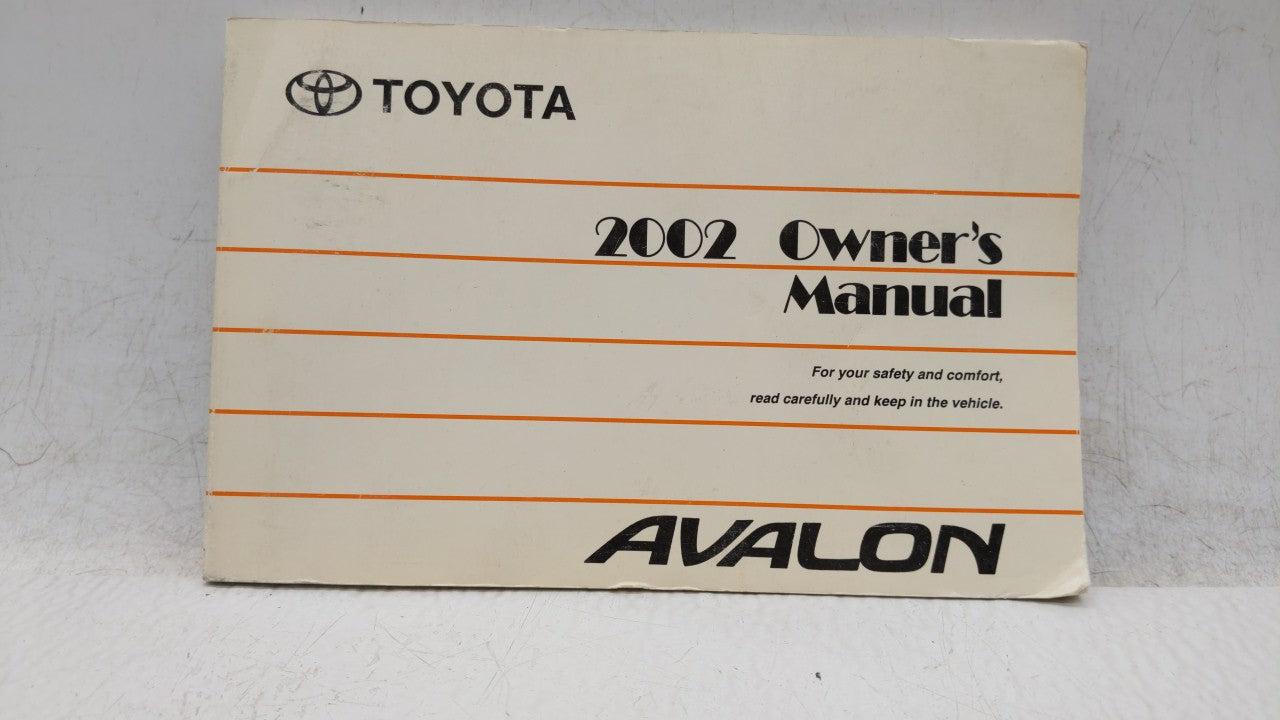 TOYOTA
2002 Owner's
Manual
For your safety and comfort,
read carefully and keep in the vehicle.
AVALON